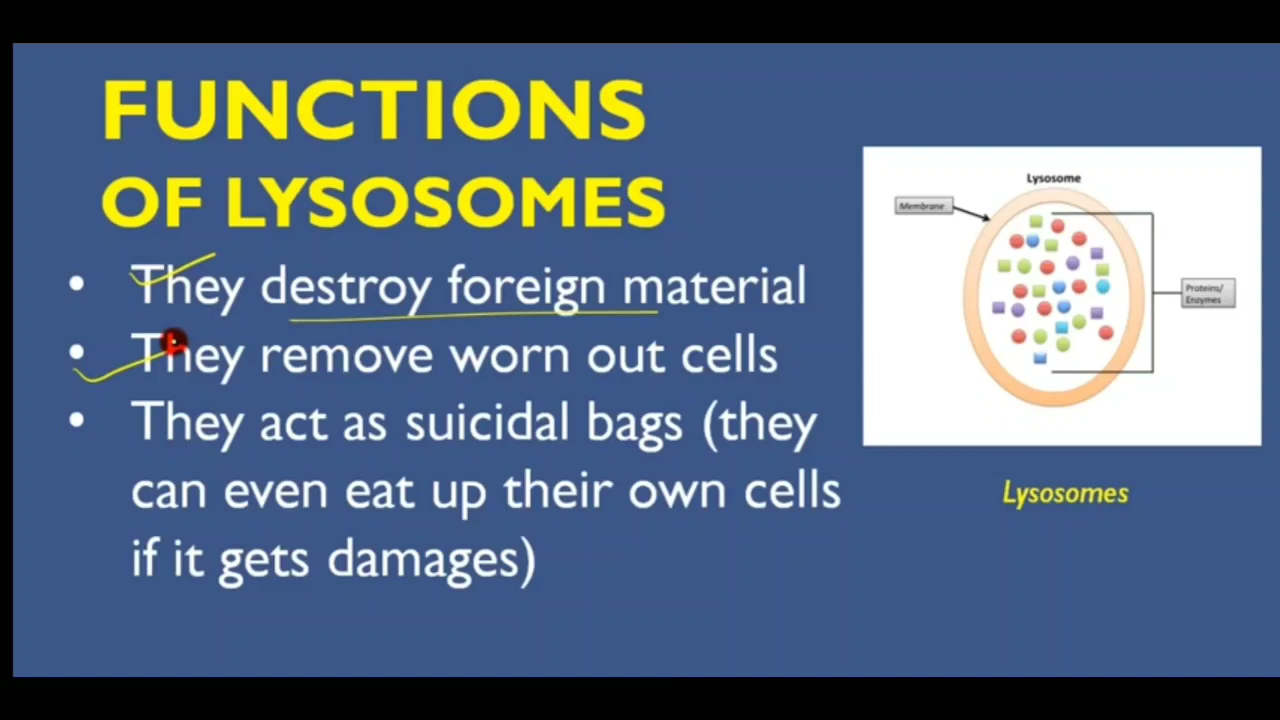 FUNCTIONS
OF LYSOSOMES
• They destroy foreign material
• They remove worn out cells
• They act as suicidal bags (they
can even eat up their own cells
if it gets damages)
Lysosome
Membrane
Proteins/
Enzymes
Lysosomes